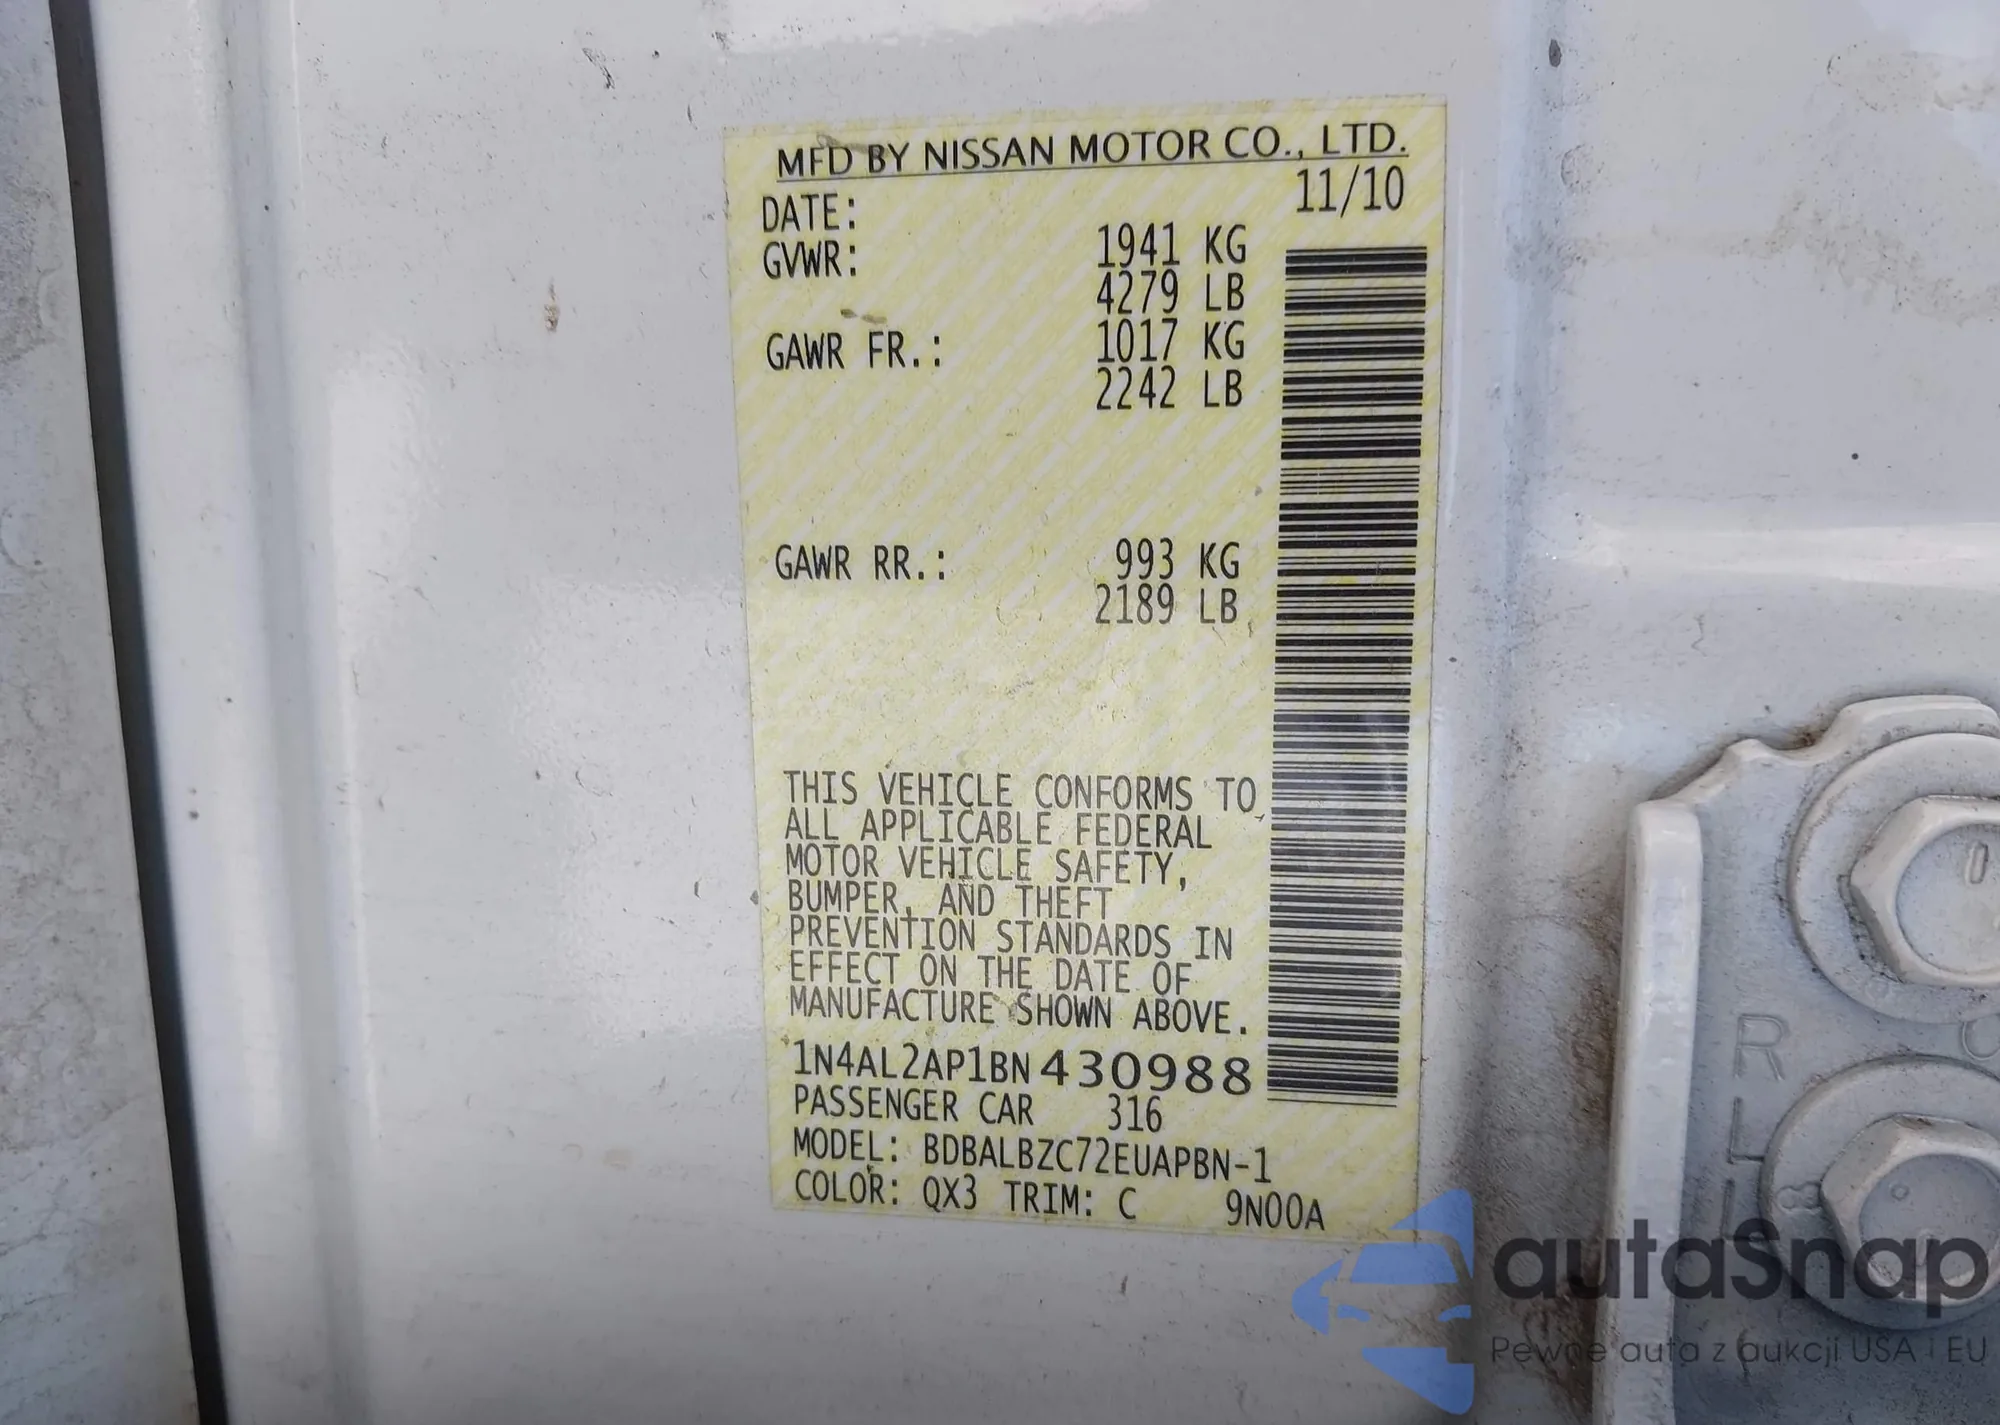 MFD BY NISSAN MOTOR CO., LTD.
DATE: 11/10
GVWR: 1941 KG
4279 LB
GAWR FR.: 1017 KG
2242 LB
GAWR RR.: 993 KG
2189 LB
THIS VEHICLE CONFORMS TO
ALL APPLICABLE FEDERAL
MOTOR VEHICLE SAFETY,
BUMPER, AND THEFT
PREVENTION STANDARDS IN
EFFECT ON THE DATE OF
MANUFACTURE SHOWN ABOVE.
1N4AL2AP1BN430988
PASSENGER CAR 316
MODEL: BDBALBZC72EUAPBN-1
COLOR: QX3 TRIM: C 9N00A
R
L
autaSnap
Pewne auta z aukcji USA i EU